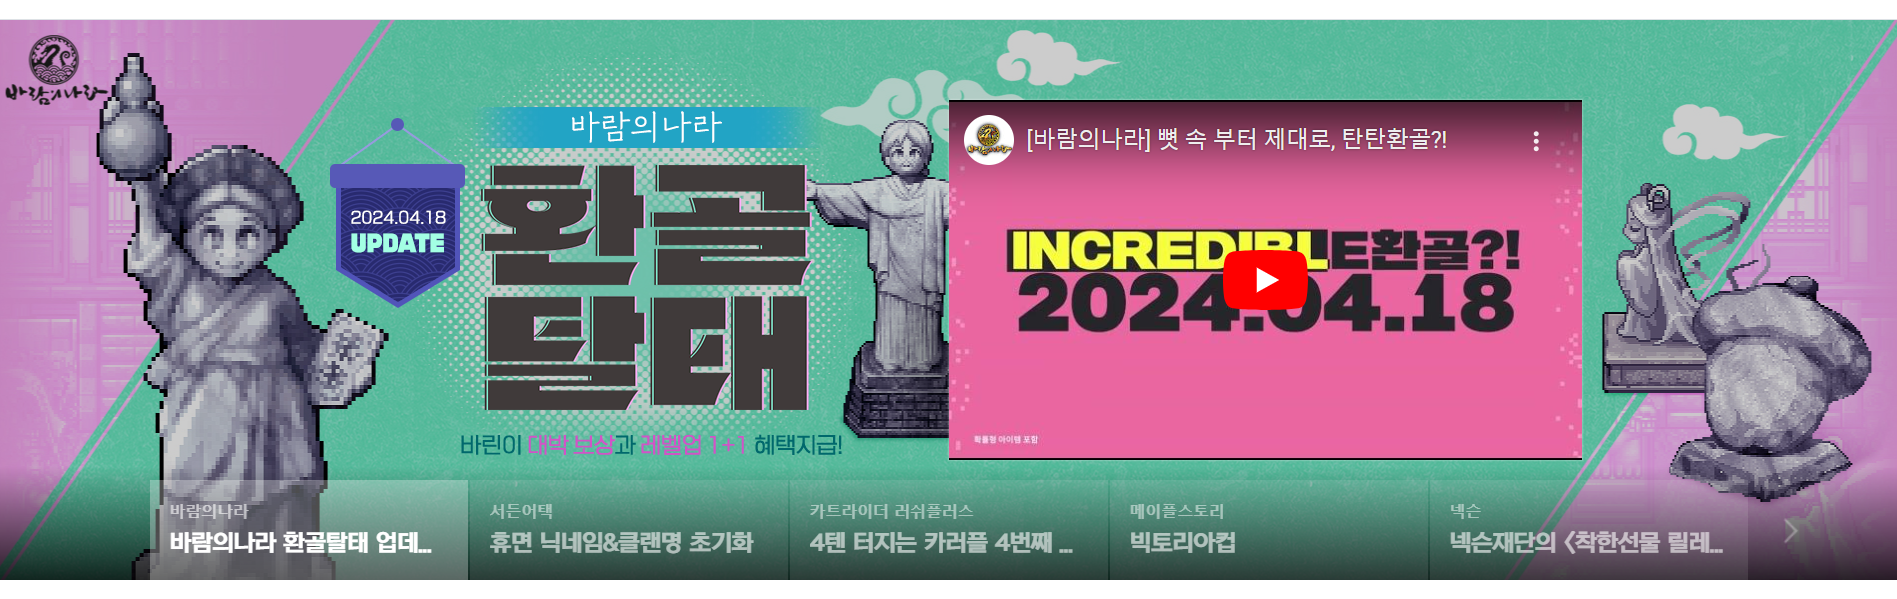 바람의나라
바람의나라
2024.04.18
UPDATE
환골
탈태
바린이 대박 보상과 레벨업 1+1 혜택지급!
바람의나라
[바람의나라] 뼛 속 부터 제대로, 탄탄환골?!
INCREDIBLE환골?!
2024.04.18
확률형 아이템 포함
바람의나라
바람의나라 환골탈태 업데...
서든어택
휴면 닉네임&클랜명 초기화
카트라이더 러쉬플러스
4텐 터지는 카러플 4번째 ...
메이플스토리
빅토리아컵
넥슨
넥슨재단의 <착한선물 릴레...